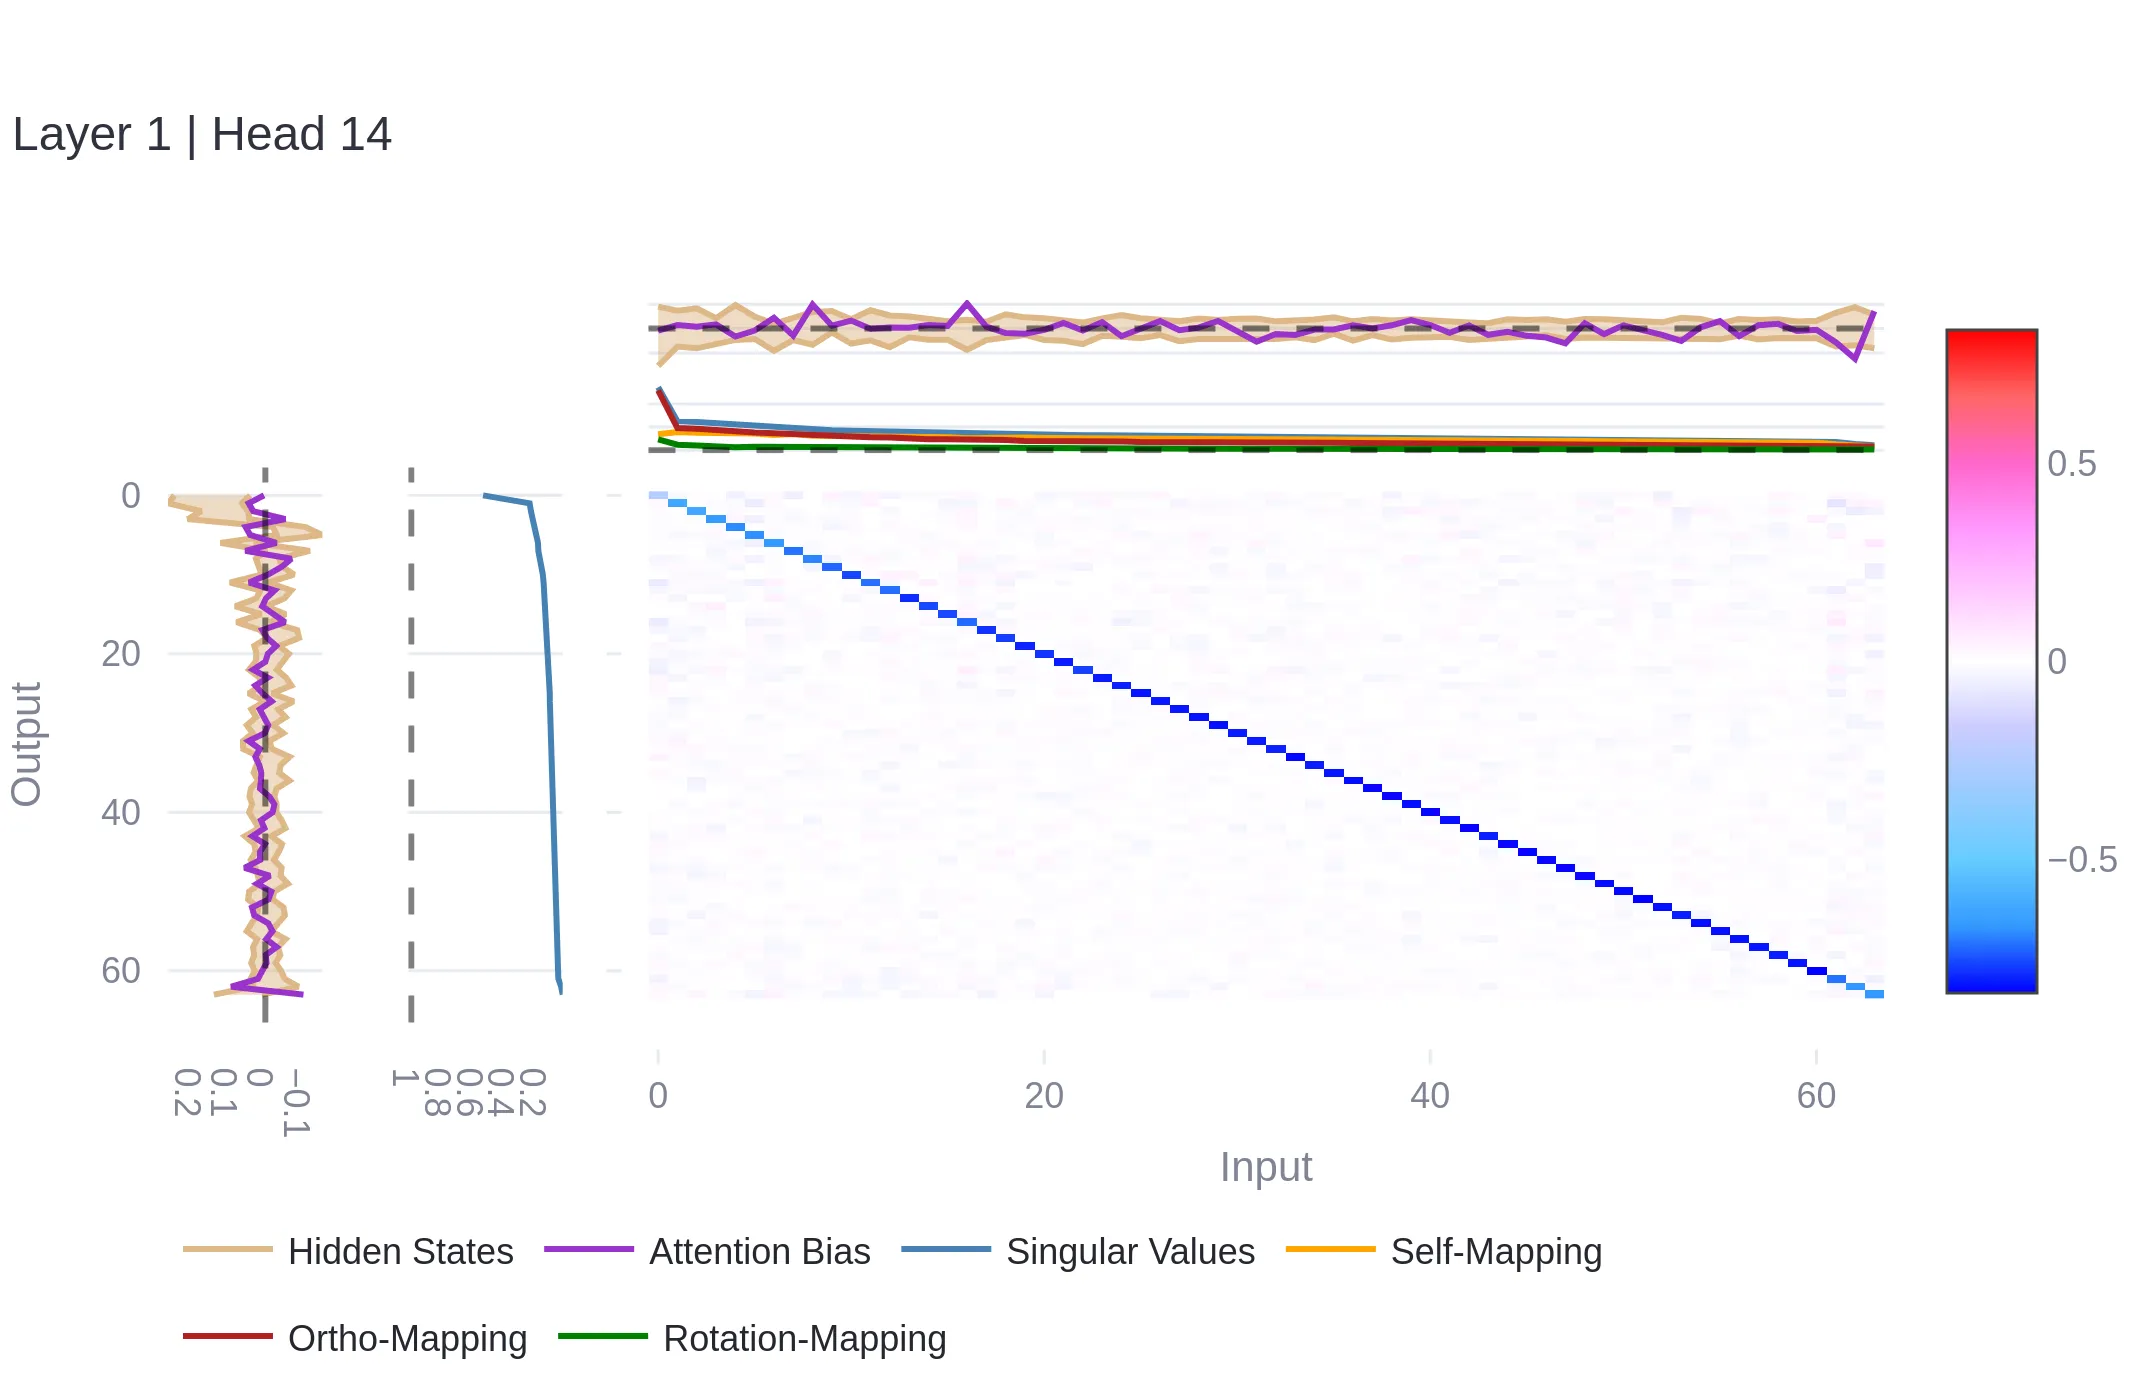 Layer 1 | Head 14
0
20
40
60
Output
0.2
0.1
0
−0.1
1
0.8
0.6
0.4
0.2
0
20
40
60
Input
0.5
0
−0.5
Hidden States
Attention Bias
Singular Values
Self-Mapping
Ortho-Mapping
Rotation-Mapping